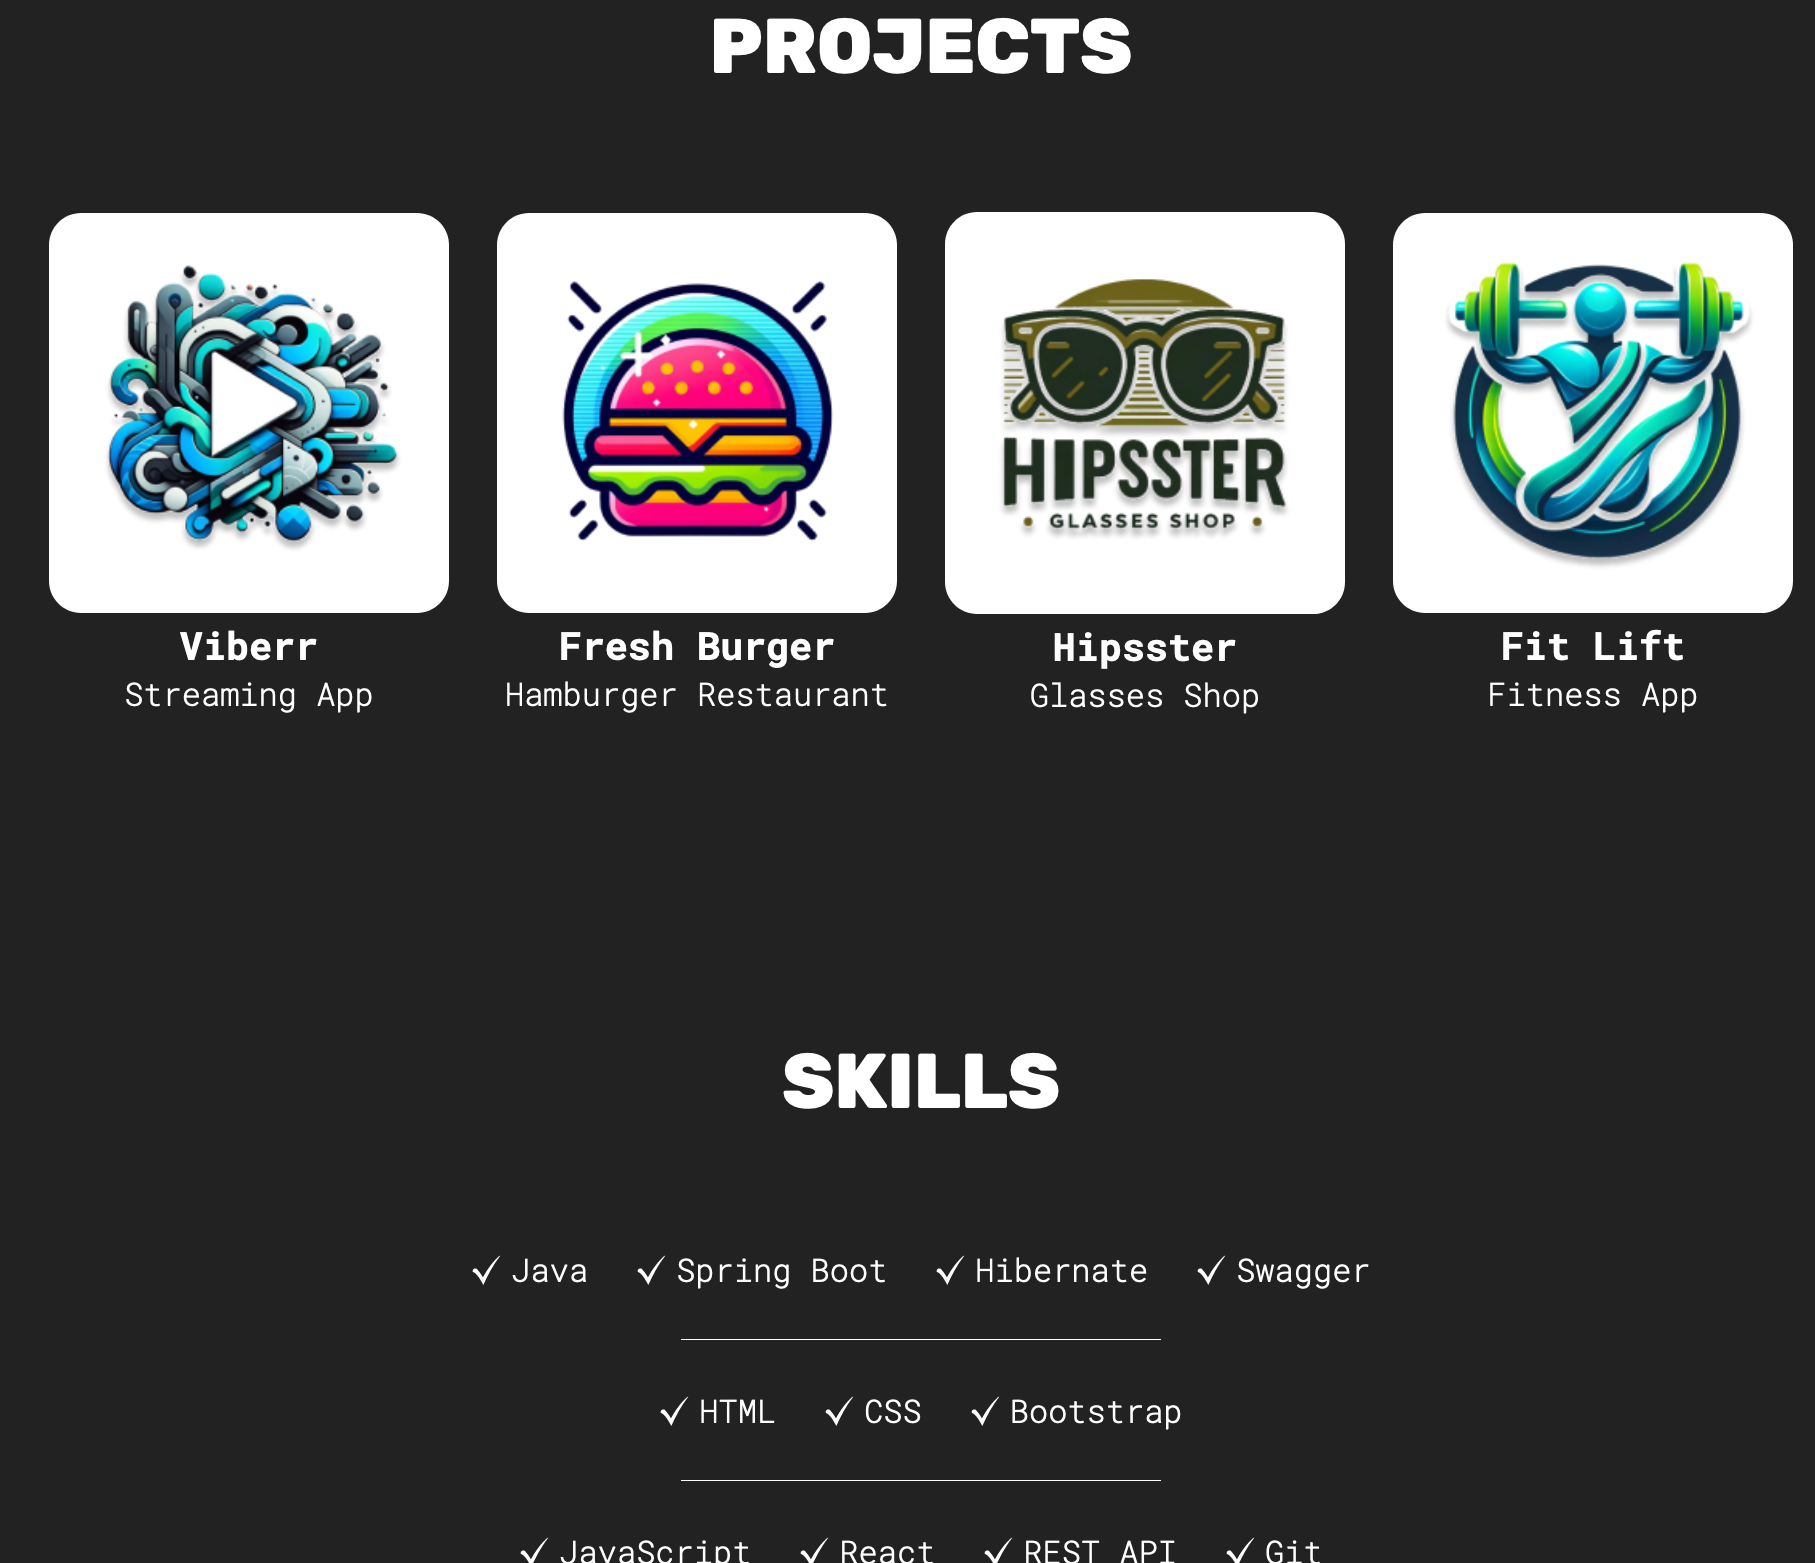 PROJECTS
HIPSSTER
• GLASSES SHOP •
Viberr Fresh Burger Hipsster Fit Lift
Streaming App Hamburger Restaurant Glasses Shop Fitness App
SKILLS
✓ Java ✓ Spring Boot ✓ Hibernate ✓ Swagger
✓ HTML ✓ CSS ✓ Bootstrap
✓ JavaScript ✓ React ✓ REST API ✓ Git